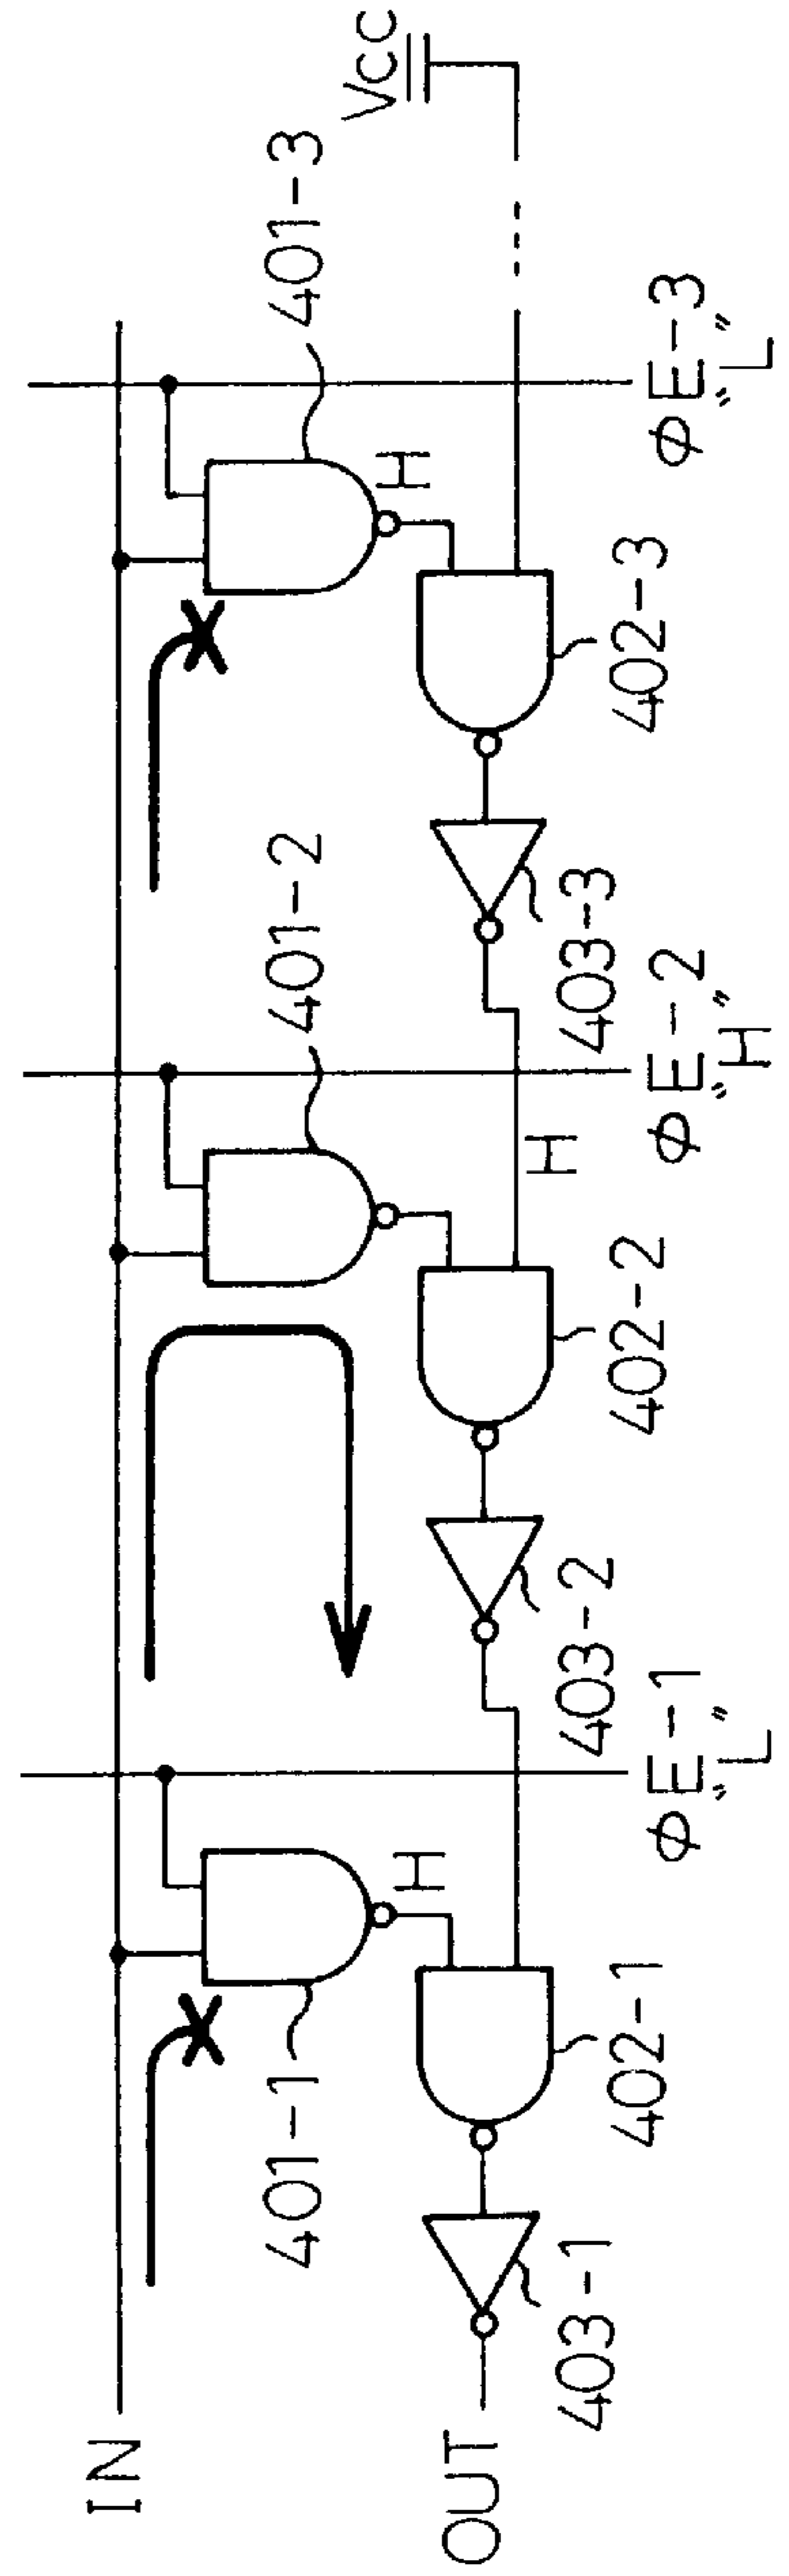 IN
OUT
401-1
401-2
401-3
H
H
H
402-1
402-2
402-3
403-1
403-2
403-3
Vcc
φE-1
"L"
φE-2
"H"
φE-3
"L"